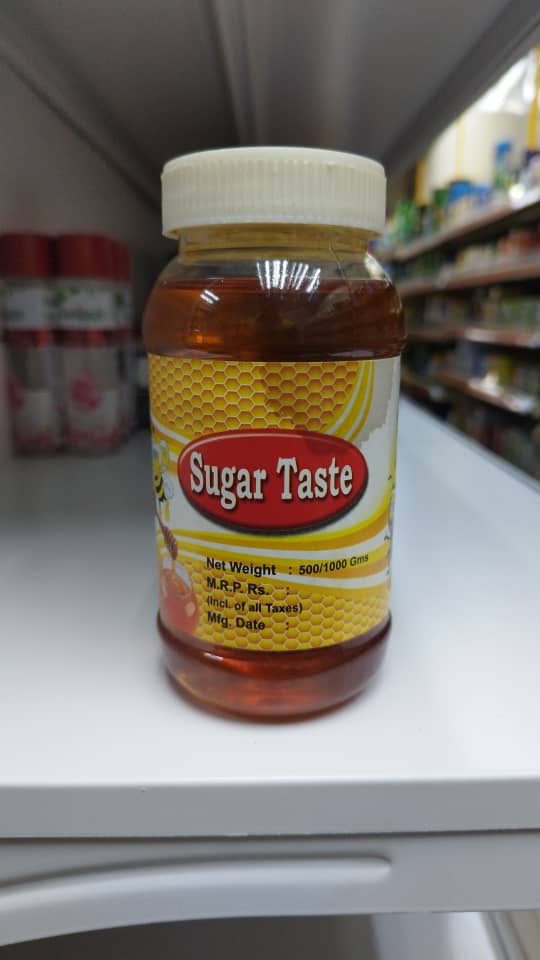 Sugar Taste
Net Weight : 500/1000 Gms
M.R.P. Rs. :
(Incl. of all Taxes)
Mfg. Date :